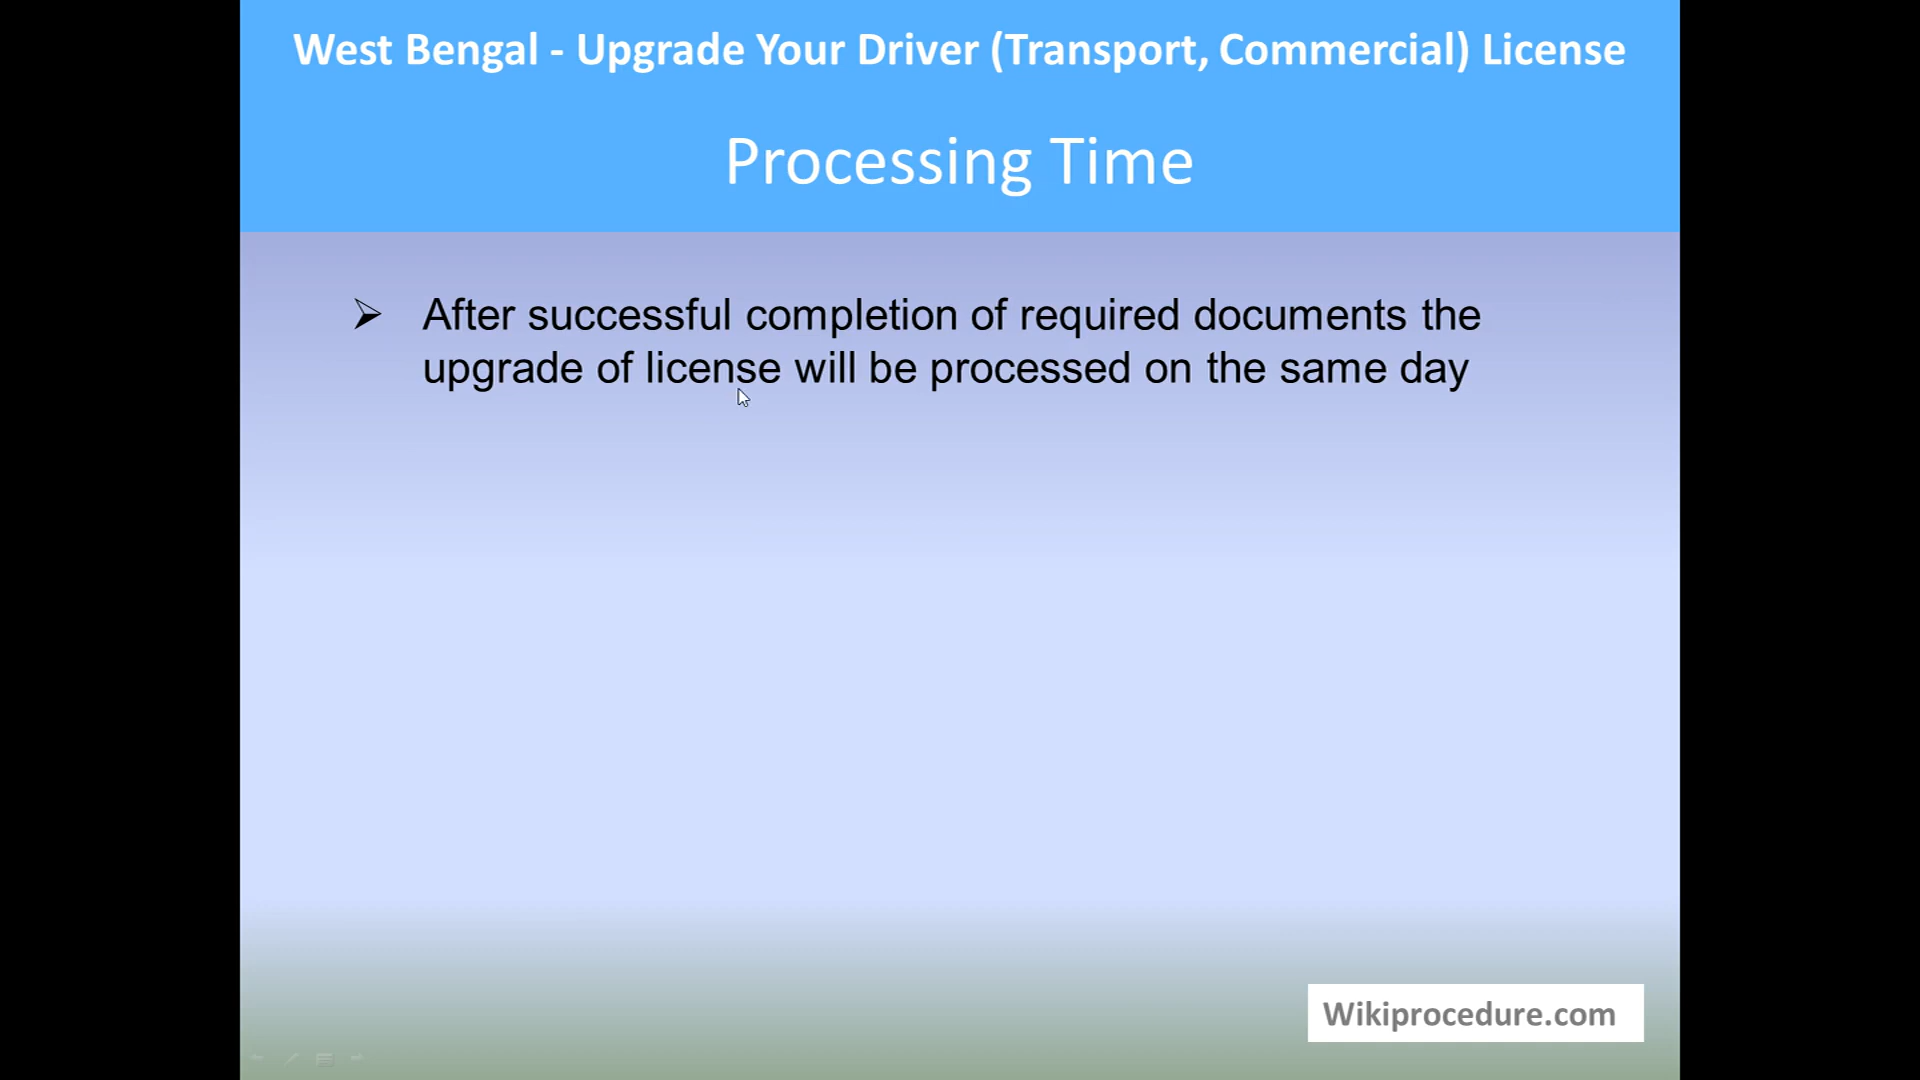 West Bengal - Upgrade Your Driver (Transport, Commercial) License
Processing Time
After successful completion of required documents the
upgrade of license will be processed on the same day
Wikiprocedure.com